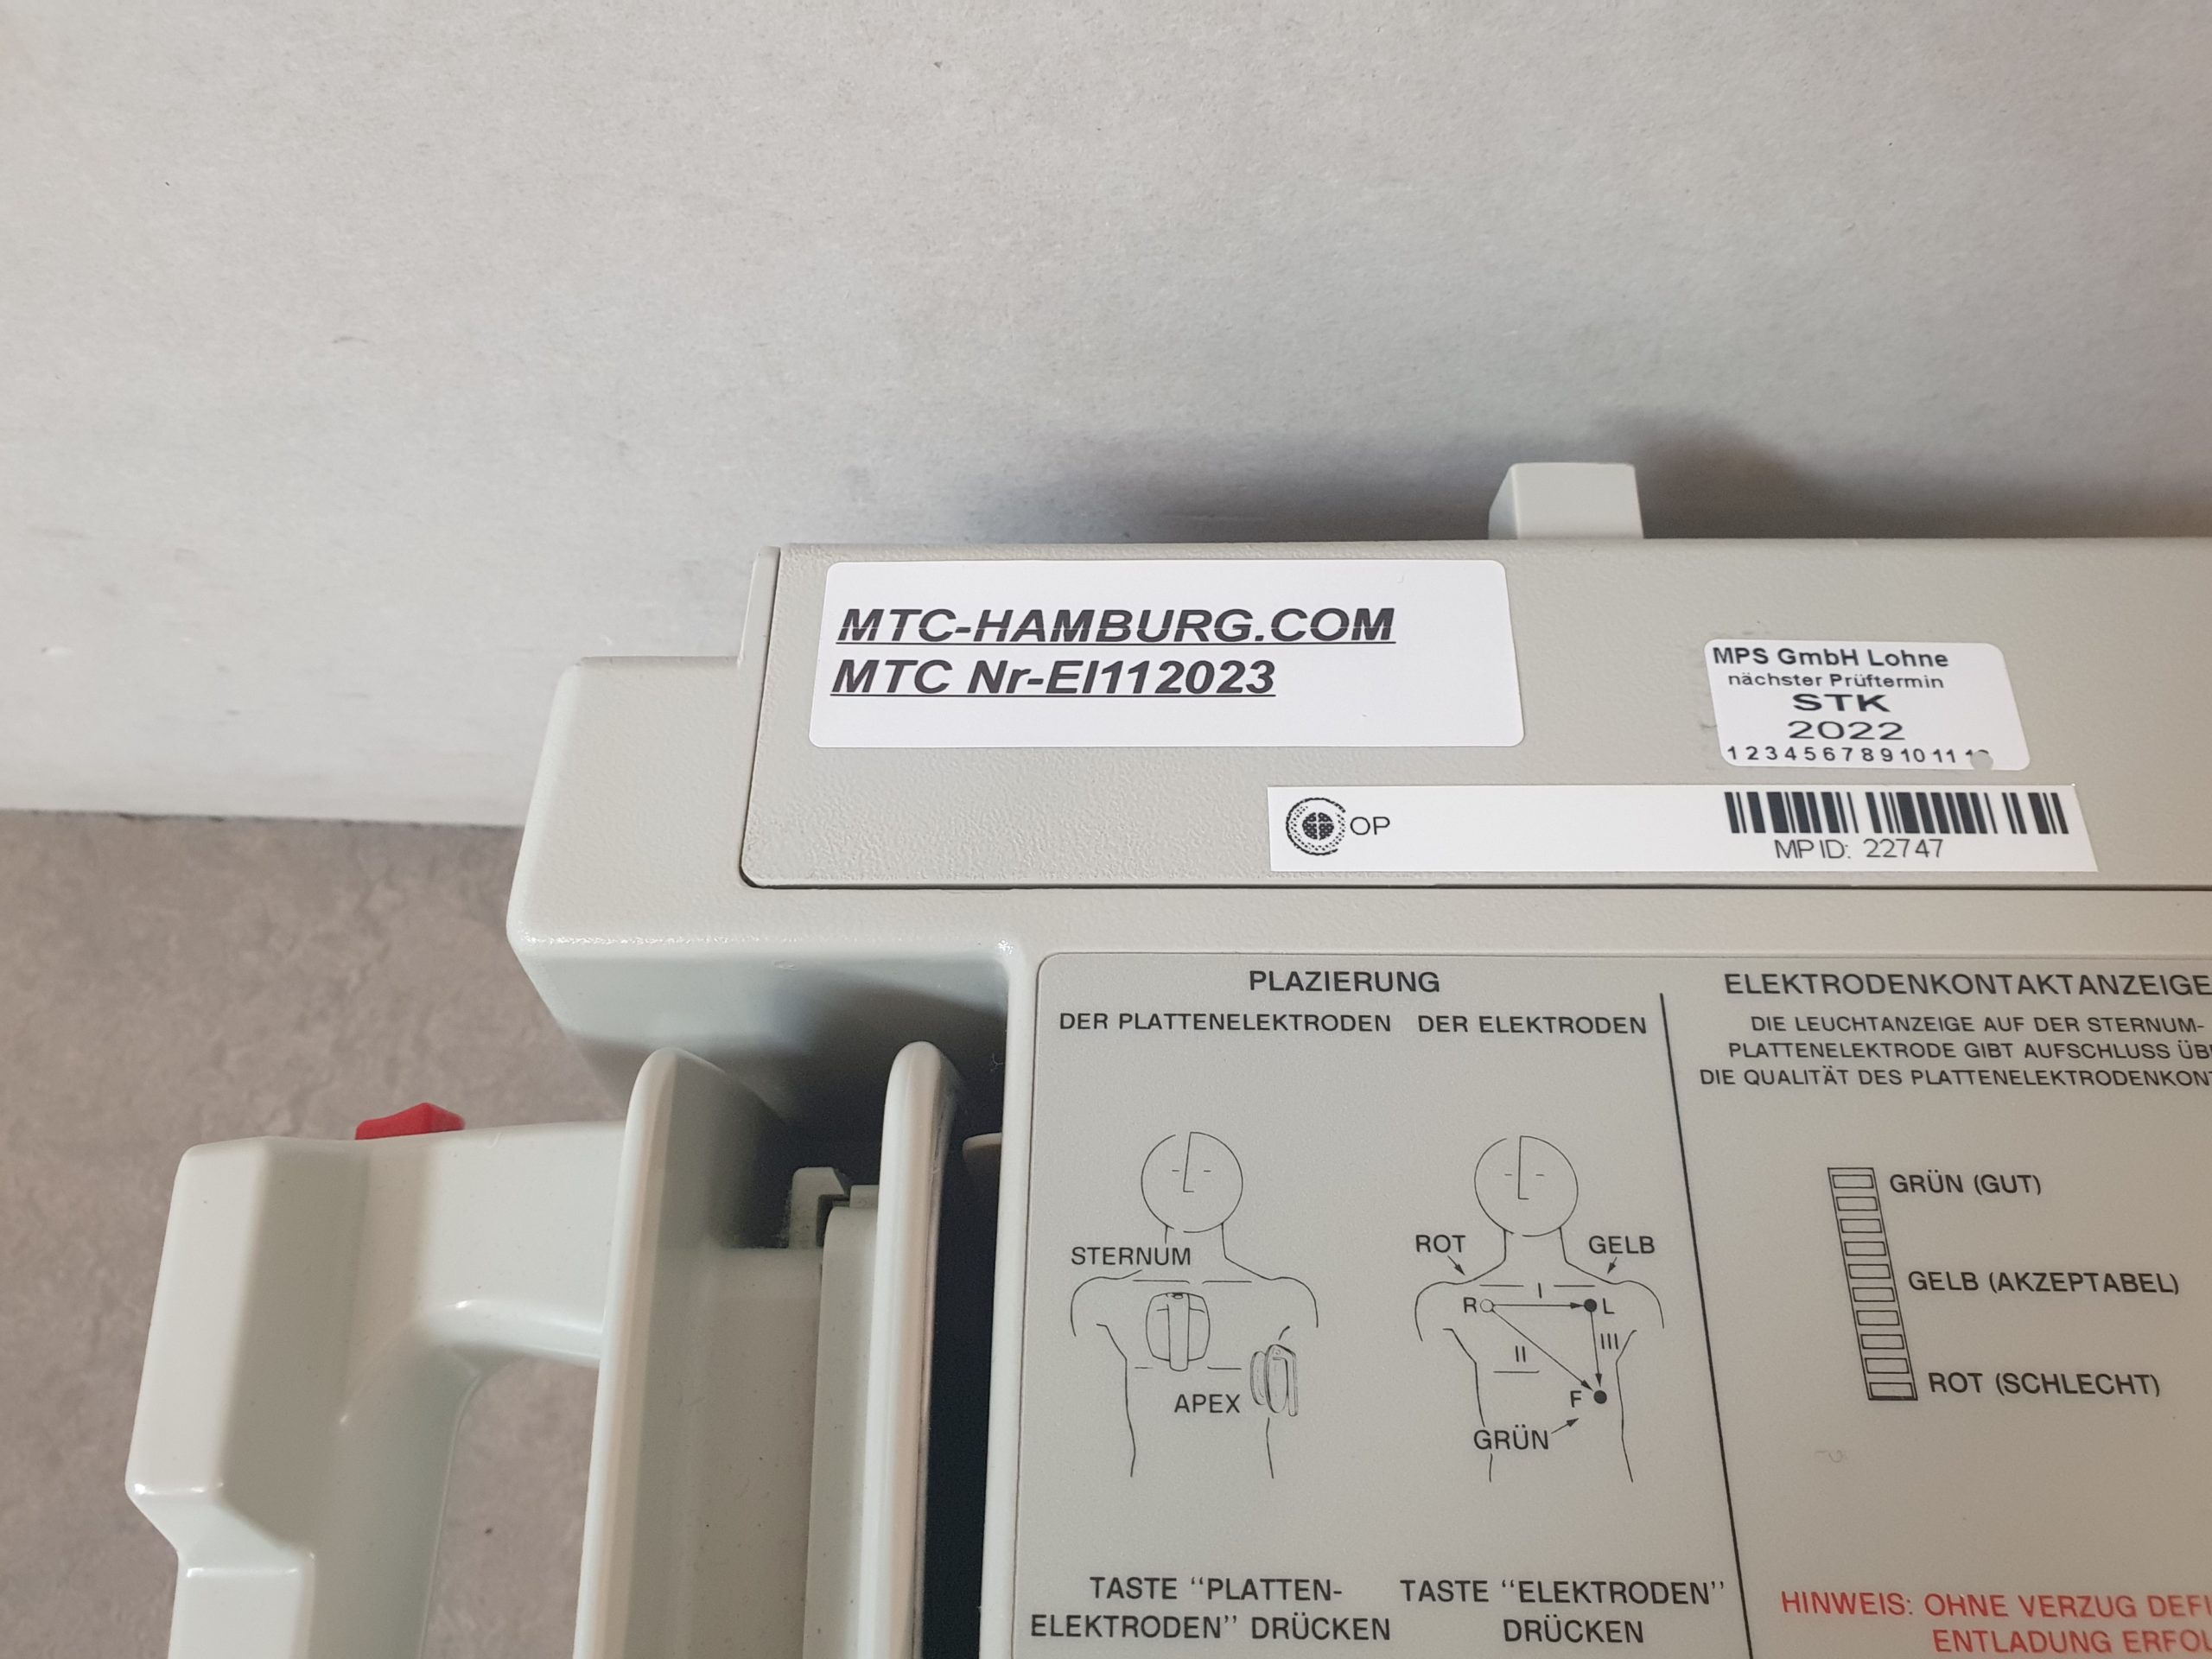 MTC-HAMBURG.COM
MTC Nr-EI112023
MPS GmbH Lohne
nächster Prüftermin
STK
2022
1 2 3 4 5 6 7 8 9 10 11
OP
MPID: 22747
PLAZIERUNG
DER PLATTENELEKTRODEN
DER ELEKTRODEN
STERNUM
APEX
ROT
GELB
R
I
L
II
III
F
GRÜN
TASTE "PLATTEN-
ELEKTRODEN" DRÜCKEN
TASTE "ELEKTRODEN"
DRÜCKEN
ELEKTRODENKONTAKTANZEIGE
DIE LEUCHTANZEIGE AUF DER STERNUM-
PLATTENELEKTRODE GIBT AUFSCHLUSS
DIE QUALITÄT DES
GRÜN (GUT)
GELB (AKZEPTABEL)
ROT (SCHLECHT)
HINWEIS: OHNE VERZUG
ENTLADUNG